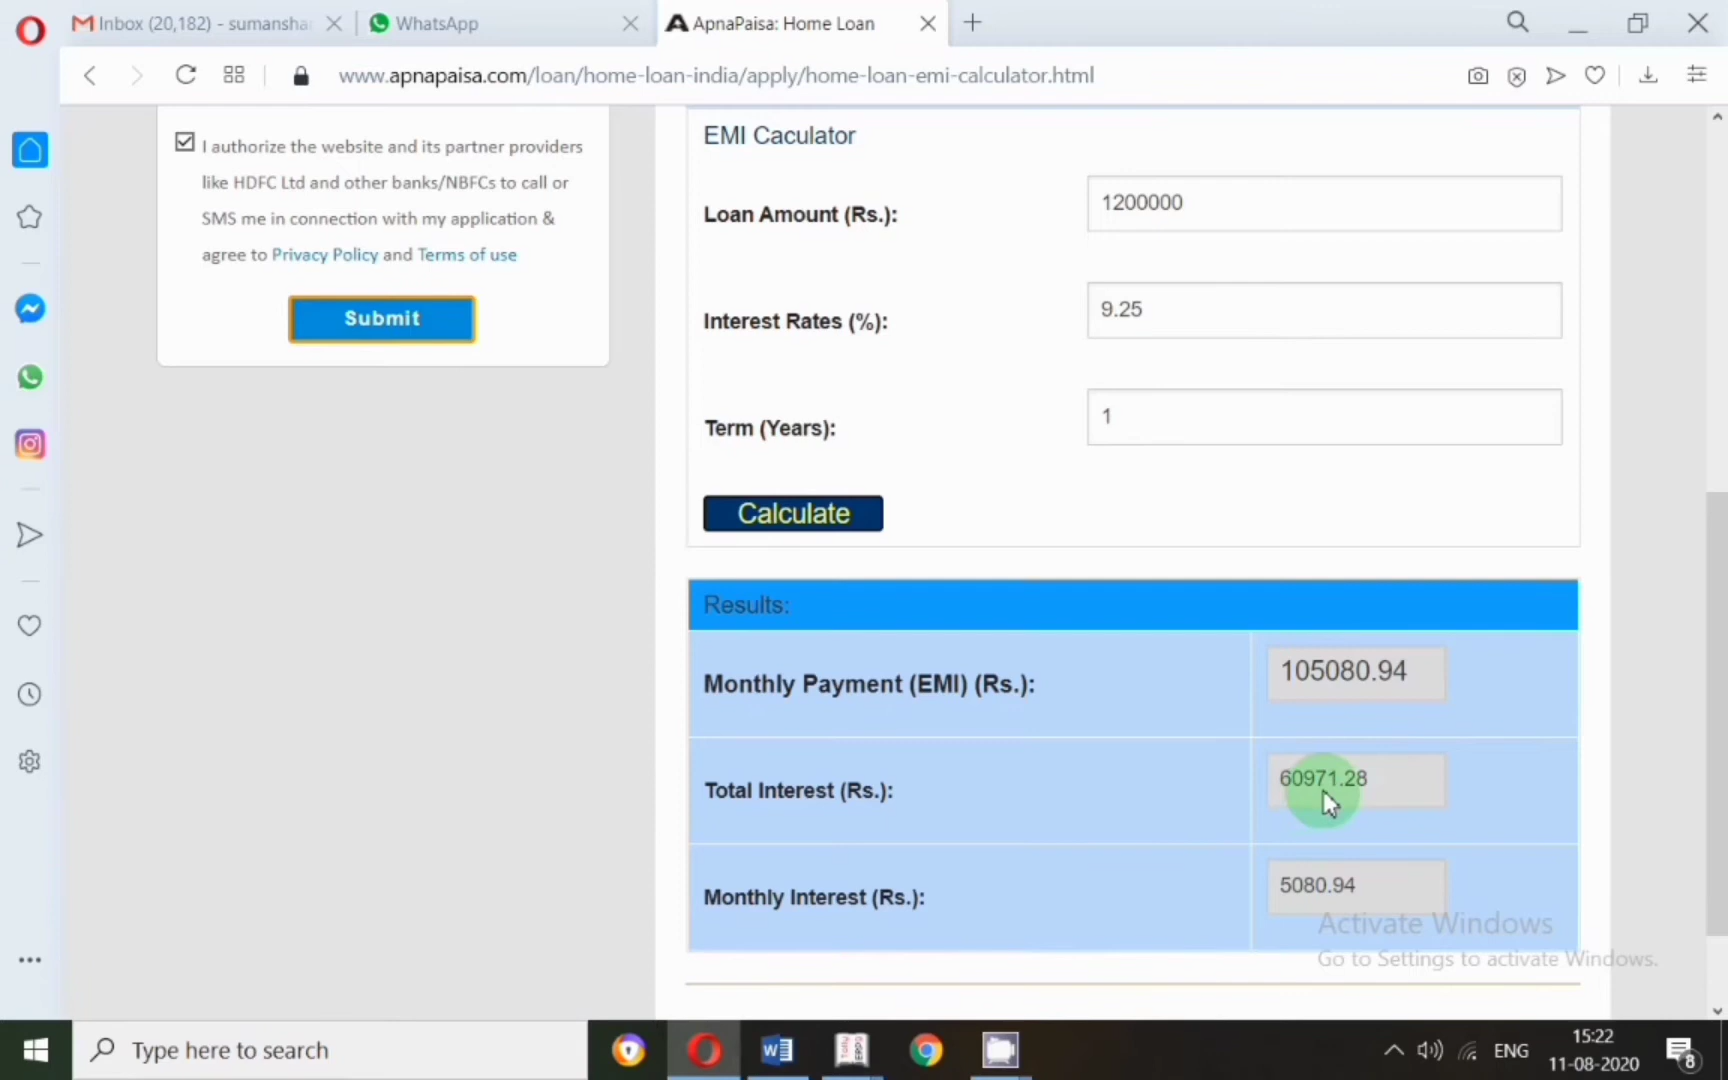 Inbox (20,182) - sumansha
WhatsApp
ApnaPaisa: Home Loan
www.apnapaisa.com/loan/home-loan-india/apply/home-loan-emi-calculator.html
I authorize the website and its partner providers
like HDFC Ltd and other banks/NBFCs to call or
SMS me in connection with my application &
agree to Privacy Policy and Terms of use
Submit
EMI Caculator
Loan Amount (Rs.):
1200000
Interest Rates (%):
9.25
Term (Years):
1
Calculate
Results:
Monthly Payment (EMI) (Rs.):
105080.94
Total Interest (Rs.):
60971.28
Monthly Interest (Rs.):
5080.94
Activate Windows
Go to Settings to activate Windows.
Type here to search
ENG
15:22
11-08-2020
8